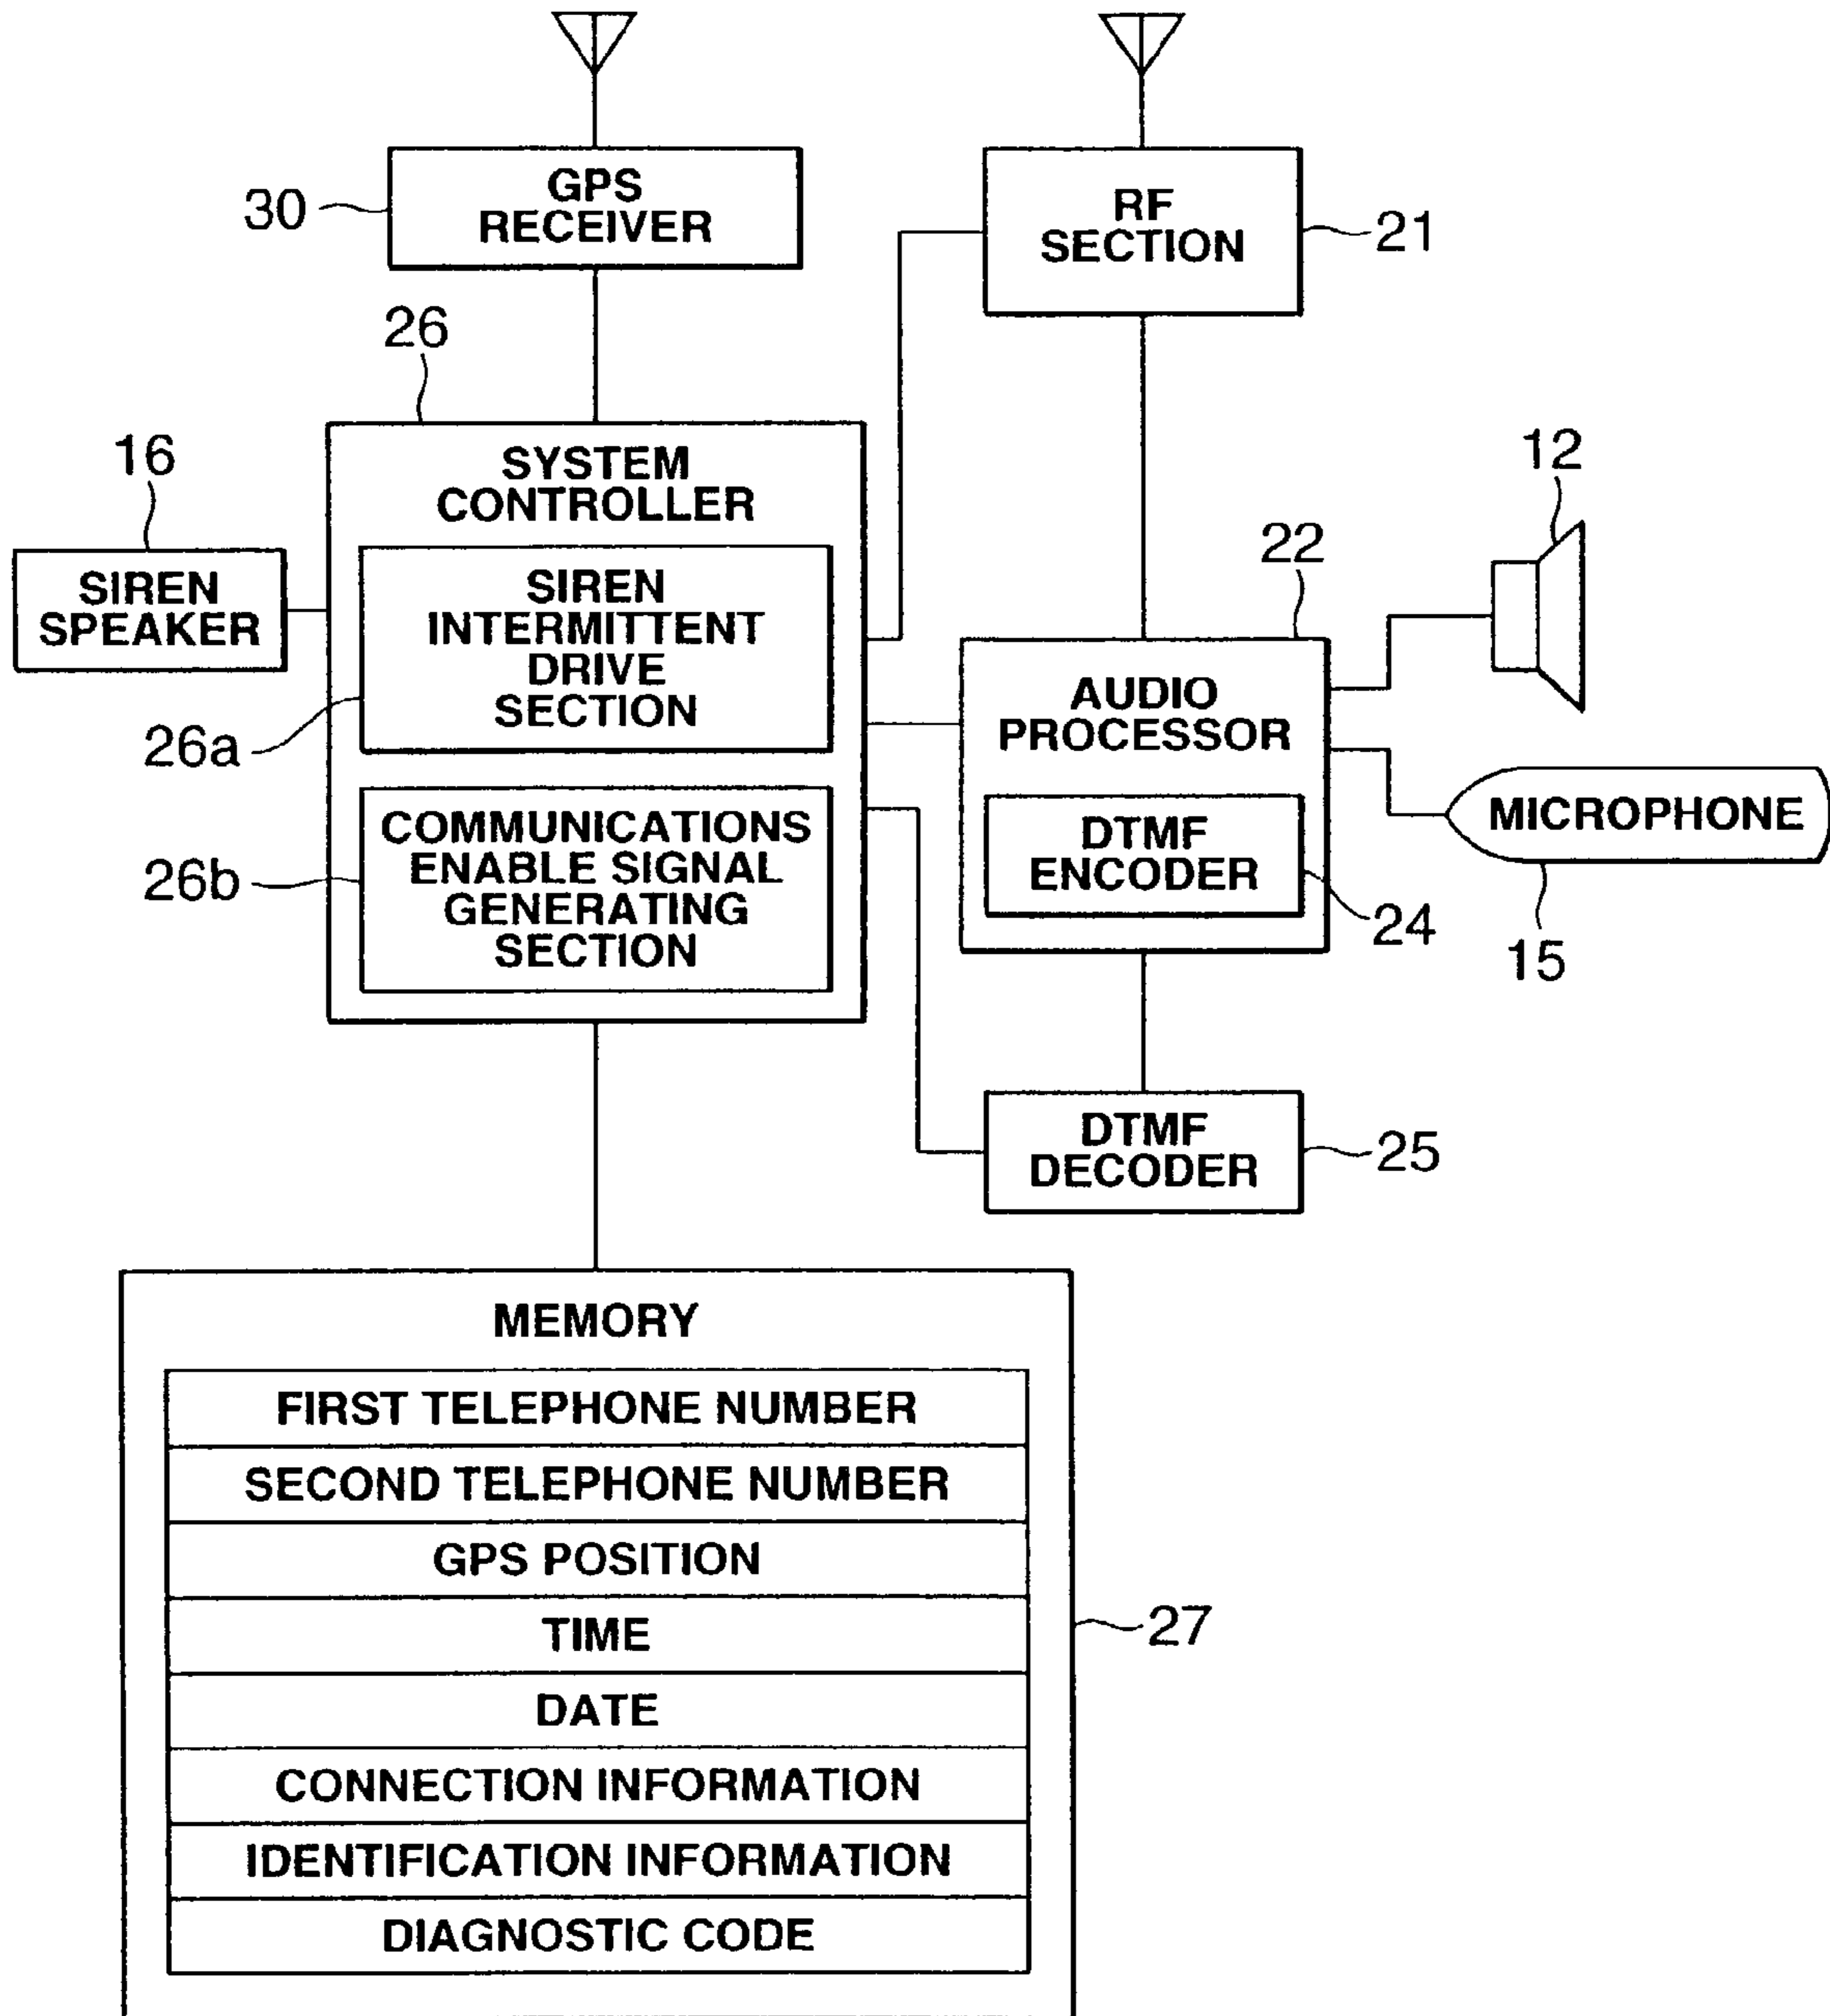 GPS
RECEIVER
30
RF
SECTION
21
26
SYSTEM
CONTROLLER
16
SIREN
SPEAKER
SIREN
INTERMITTENT
DRIVE
SECTION
26a
COMMUNICATIONS
ENABLE SIGNAL
GENERATING
SECTION
26b
12
22
AUDIO
PROCESSOR
DTMF
ENCODER
24
MICROPHONE
15
DTMF
DECODER
25
MEMORY
FIRST TELEPHONE NUMBER
SECOND TELEPHONE NUMBER
GPS POSITION
TIME
DATE
CONNECTION INFORMATION
IDENTIFICATION INFORMATION
DIAGNOSTIC CODE
27